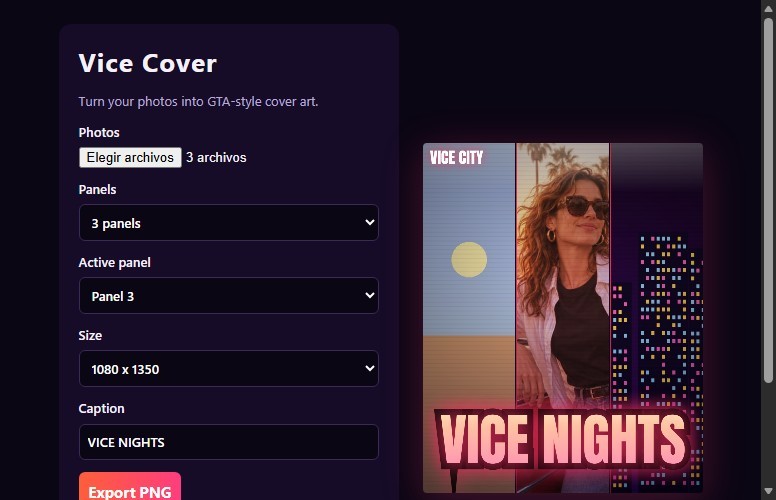 Vice Cover
Turn your photos into GTA-style cover art.
Photos
Elegir archivos 3 archivos
Panels
3 panels
Active panel
Panel 3
Size
1080 x 1350
Caption
VICE NIGHTS
Export PNG
VICE CITY
VICE NIGHTS